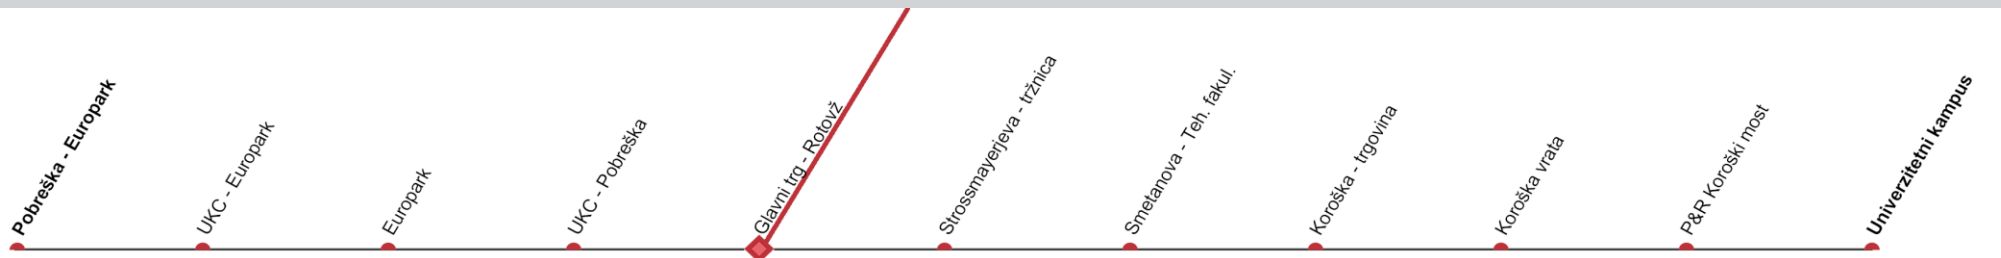 Pobreška - Europark
UKC - Europark
Europark
UKC - Pobreška
Glavni trg - Rotovž
Strossmayerjeva - tržnica
Smetanova - Teh. fakul.
Koroška - trgovina
Koroška vrata
P&R Koroški most
Univerzitetni kampus